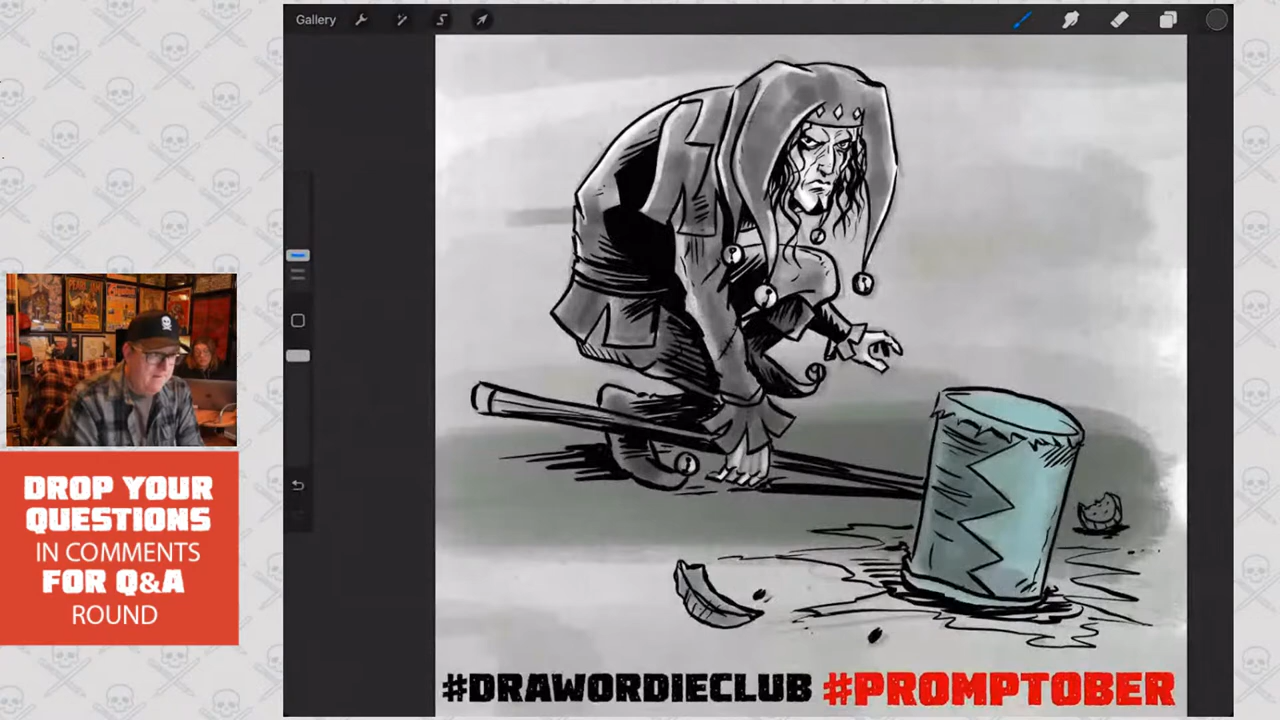 Gallery
DROP YOUR
QUESTIONS
IN COMMENTS
FOR Q&A
ROUND
#DRAWORDIECLUB #PROMPTOBER